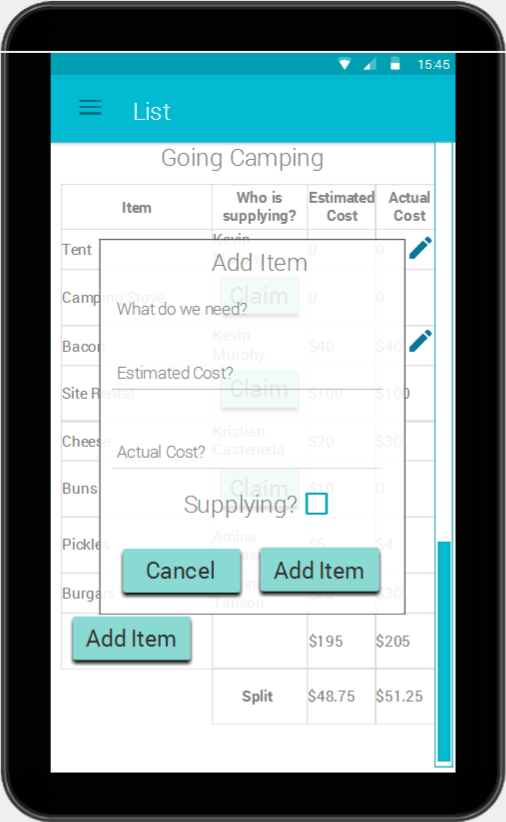 15:45
List
Going Camping
Item
Who is
supplying?
Estimated
Cost
Actual
Cost
Tent
Kevin
0
0
Camping Stove
Claim
0
0
Bacon
Kevin
Murphy
$40
$40
Site Rental
Claim
$100
$100
Cheese
Kristian
Casteneda
$20
$30
Buns
Claim
$10
0
Pickles
Amina
$5
$4
Tanson
$30
Add Item
What do we need?
Estimated Cost?
Actual Cost?
Supplying?
Cancel
Add Item
Add Item
$195
$205
Split
$48.75
$51.25